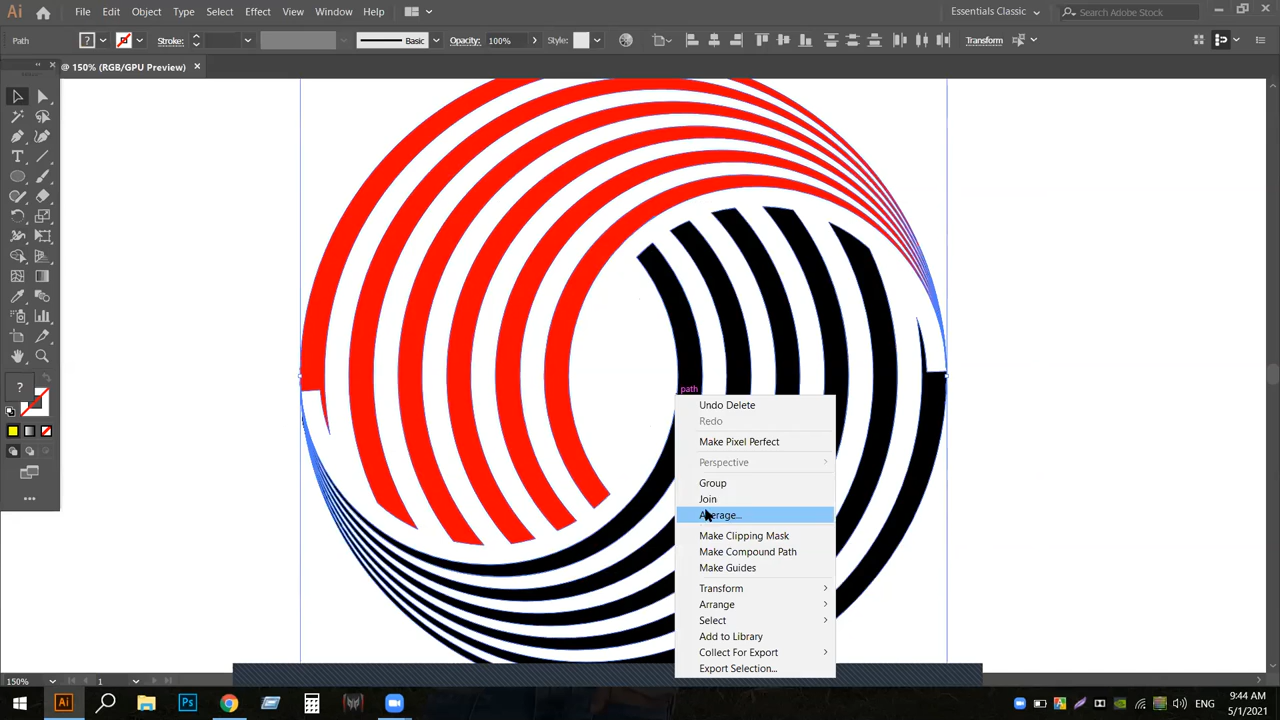 Ai File Edit Object Type Select Effect View Window Help Essentials Classic Search Adobe Stock
Path Stroke: Basic Opacity: 100% Style: Transform
@ 150% (RGB/GPU Preview)
path
Undo Delete
Redo
Make Pixel Perfect
Perspective
Group
Join
Average...
Make Clipping Mask
Make Compound Path
Make Guides
Transform
Arrange
Select
Add to Library
Collect For Export
Export Selection...
?
?
T
150% 1
Ai Ps ENG 9:44 AM
5/1/2021